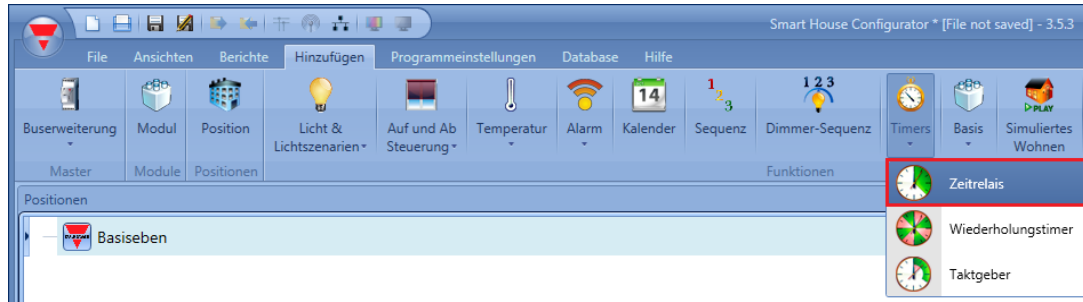 Smart House Configurator * [File not saved] - 3.5.3
File Ansichten Berichte Hinzufügen Programmeinstellungen Database Hilfe
14 1 2 3 1 2 3 PLAY
Buserweiterung Modul Position Licht & Lichtszenarien Auf und Ab Steuerung Temperatur Alarm Kalender Sequenz Dimmer-Sequenz Timers Basis Simuliertes Wohnen
Master Module Positionen Funktionen
Zeitrelais
Positionen
Wiederholungstimer
Basiseben
Taktgeber